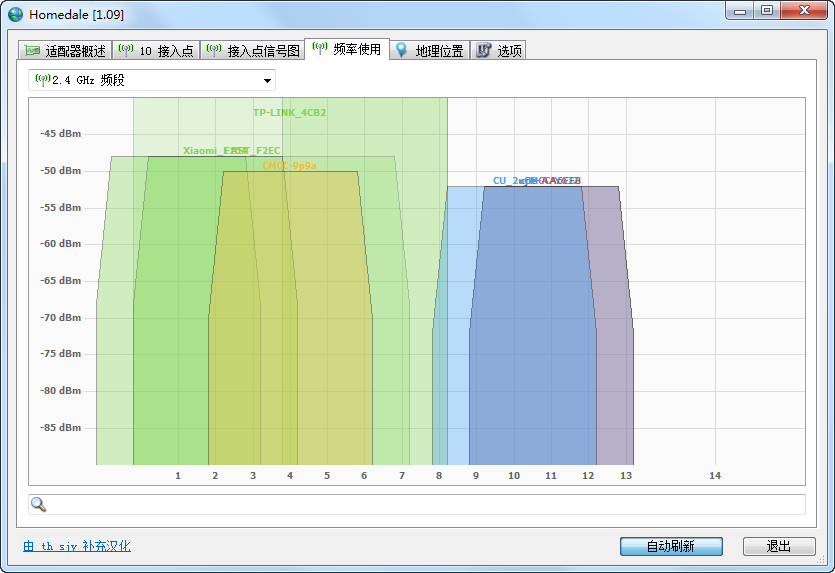 Homedale [1.09]
适配器概述 10 接入点 接入点信号图 频率使用 地理位置 选项
2.4 GHz 频段
TP-LINK_4CB2
-45 dBm
CMCC-9p9a
-50 dBm
-55 dBm
-60 dBm
-65 dBm
-70 dBm
-75 dBm
-80 dBm
-85 dBm
1 2 3 4 5 6 7 8 9 10 11 12 13 14
由 th_sjy 补充汉化
自动刷新 退出